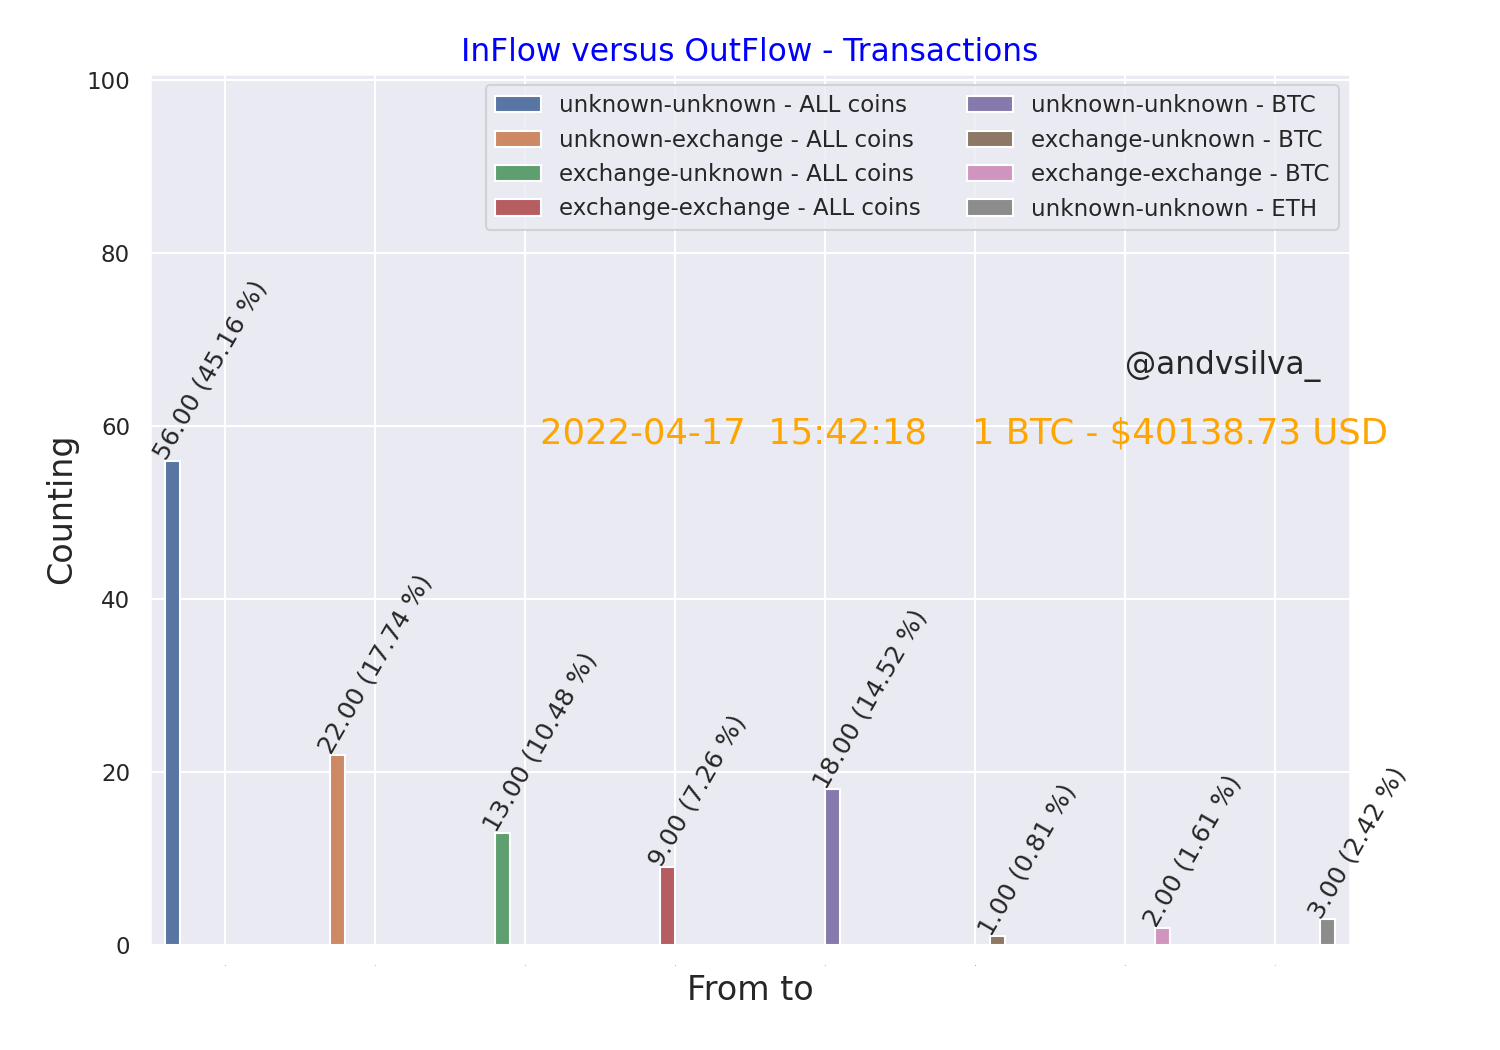 InFlow versus OutFlow - Transactions
100
80
60
40
20
0
Counting
unknown-unknown - ALL coins
unknown-exchange - ALL coins
exchange-unknown - ALL coins
exchange-exchange - ALL coins
unknown-unknown - BTC
exchange-unknown - BTC
exchange-exchange - BTC
unknown-unknown - ETH
@andvsilva_
2022-04-17  15:42:18    1 BTC - $40138.73 USD
56.00 (45.16 %)
22.00 (17.74 %)
13.00 (10.48 %)
9.00 (7.26 %)
18.00 (14.52 %)
1.00 (0.81 %)
2.00 (1.61 %)
3.00 (2.42 %)
From to